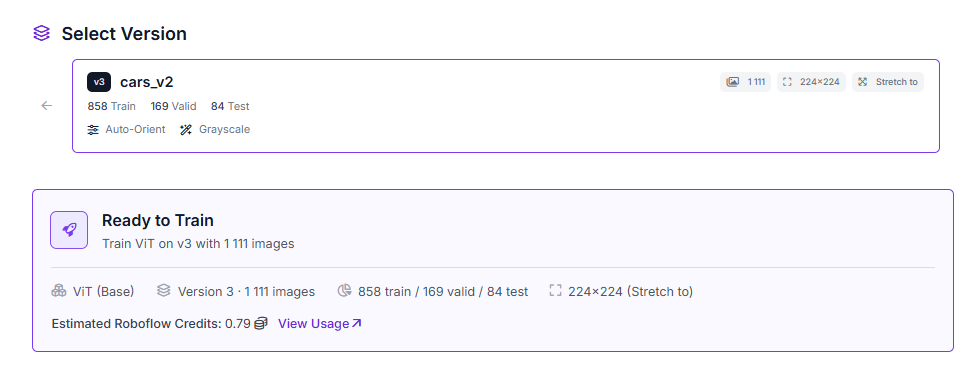 Select Version
v3 cars_v2 1 111 224×224 Stretch to
858 Train 169 Valid 84 Test
Auto-Orient Grayscale
Ready to Train
Train ViT on v3 with 1 111 images
ViT (Base) Version 3 · 1 111 images 858 train / 169 valid / 84 test 224×224 (Stretch to)
Estimated Roboflow Credits: 0.79 View Usage